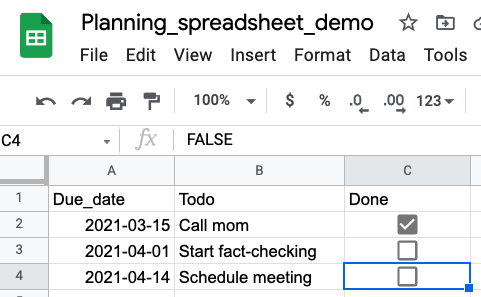 Planning_spreadsheet_demo
File Edit View Insert Format Data Tools
100% $ % .0 .00 123
C4 fx FALSE
A B C
1 Due_date Todo Done
2 2021-03-15 Call mom
3 2021-04-01 Start fact-checking
4 2021-04-14 Schedule meeting